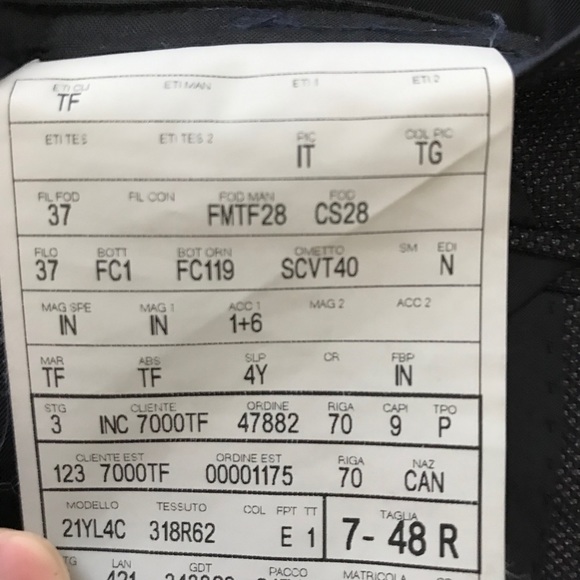 ETI CU ETI MAN ETI 1 ETI 2
TF
ETI TES ETI TES 2 PIC COL PIC
IT TG
FIL FOD FIL CON FOD MAN FOD
37 FMTF28 CS28
FILO BOTT BOT ORN OMETTO SM EDI
37 FC1 FC119 SCVT40 N
MAG SPE MAG 1 ACC 1 MAG 2 ACC 2
IN IN 1+6
MAR ABS SLP CR FBP
TF TF 4Y IN
STG CLIENTE ORDINE RIGA CAPI TPO
3 INC 7000TF 47882 70 9 P
CLIENTE EST ORDINE EST RIGA NAZ
123 7000TF 00001175 70 CAN
MODELLO TESSUTO COL FPT TT TAGLIA
21YL4C 318R62 E 1 7- 48 R
LAN GDT PACCO MATRICOLA